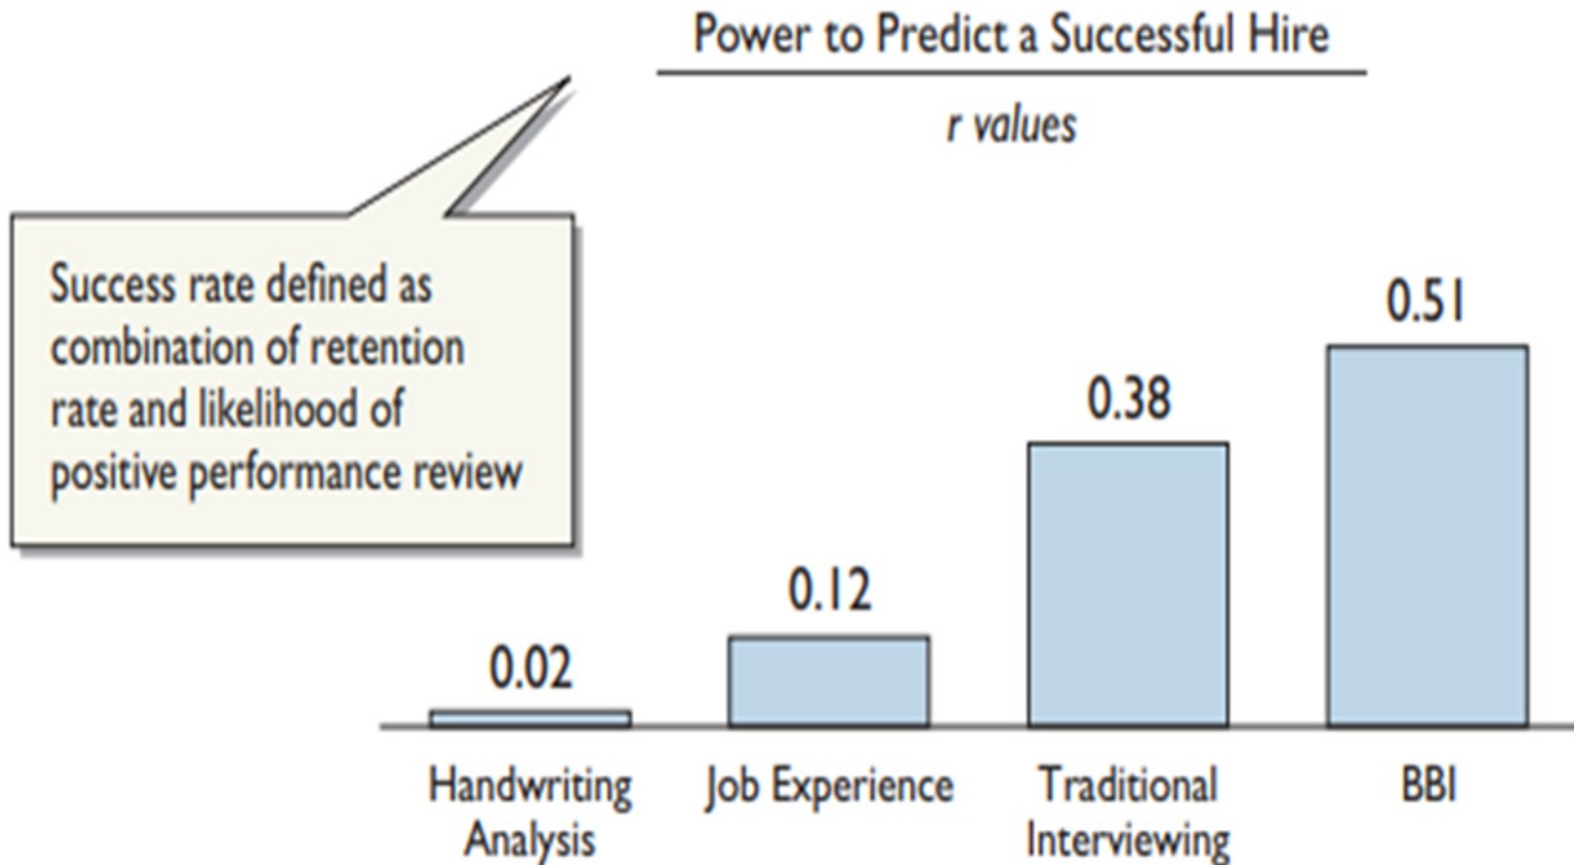 Power to Predict a Successful Hire
r values
Success rate defined as
combination of retention
rate and likelihood of
positive performance review
0.02
0.12
0.38
0.51
Handwriting
Analysis
Job Experience
Traditional
Interviewing
BBI